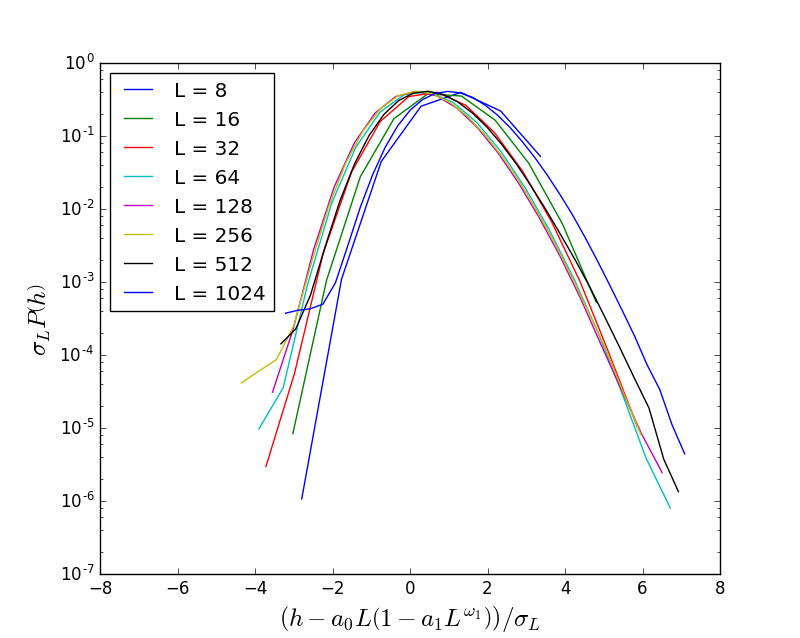 10^0
10^-1
10^-2
10^-3
10^-4
10^-5
10^-6
10^-7
σ_L P(h)
L = 8
L = 16
L = 32
L = 64
L = 128
L = 256
L = 512
L = 1024
−8 −6 −4 −2 0 2 4 6 8
(h − a_0 L(1 − a_1 L^{ω_1}))/σ_L